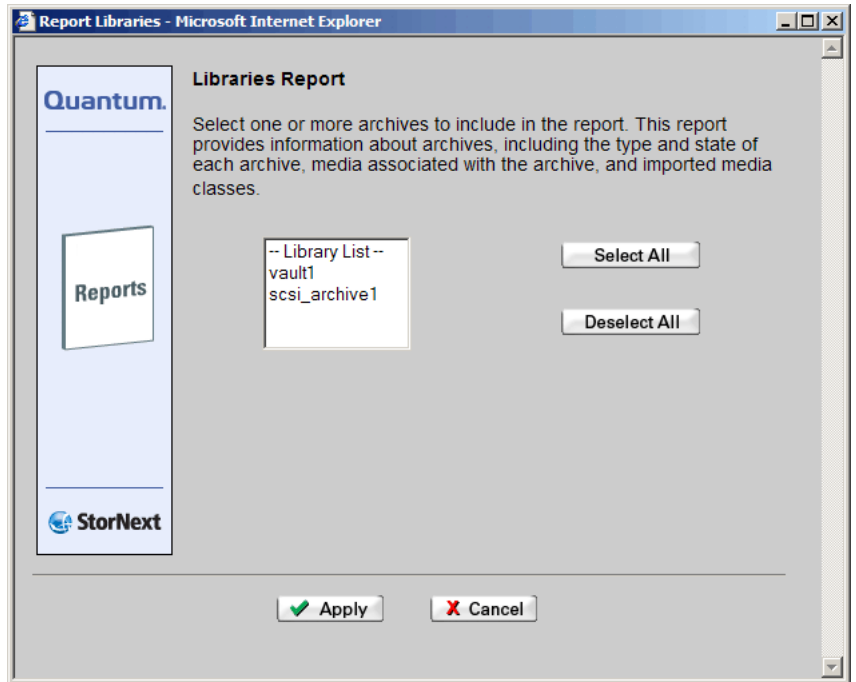 Report Libraries - Microsoft Internet Explorer
Quantum.
Libraries Report
Select one or more archives to include in the report. This report
provides information about archives, including the type and state of
each archive, media associated with the archive, and imported media
classes.
Reports
-- Library List --
vault1
scsi_archive1
Select All
Deselect All
StorNext
Apply
X Cancel